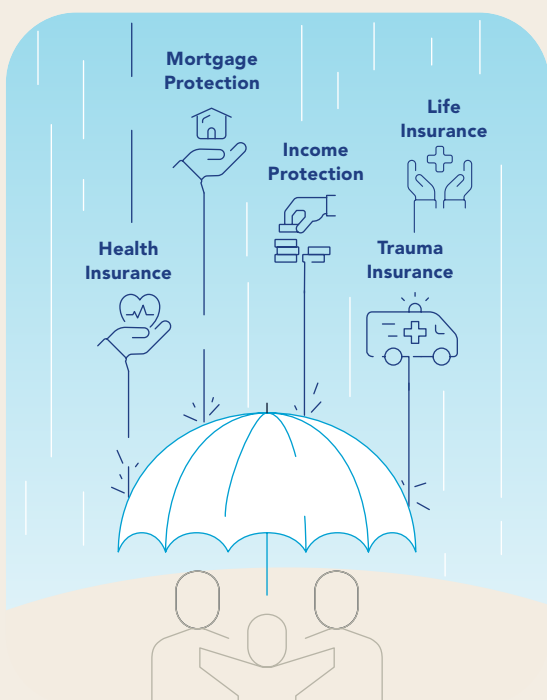 Mortgage
Protection
Life
Insurance
Income
Protection
Health
Insurance
Trauma
Insurance